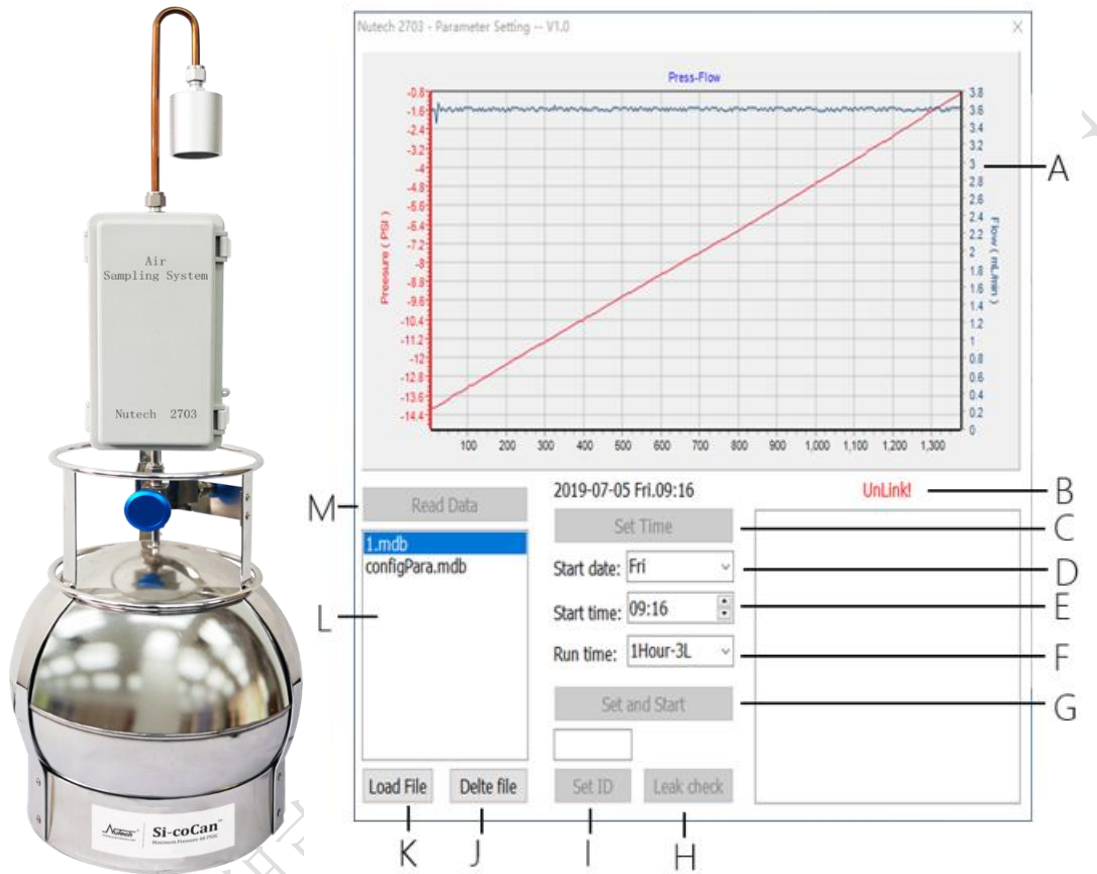 Air
Sampling System
Nutech 2703
Nutech
Si-coCan™
Nutech 2703 - Parameter Setting -- V1.0
X
Press-Flow
Preesure ( PSI )
-0.8
-1.6
-2.4
-3.2
-4
-4.8
-5.6
-6.4
-7.2
-8
-8.8
-9.6
-10.4
-11.2
-12
-12.8
-13.6
-14.4
3.8
3.6
3.4
3.2
3
2.8
2.6
2.4
2.2
2
1.8
1.6
1.4
1.2
1
0.8
0.6
0.4
0.2
0
Flow ( mL/min )
100 200 300 400 500 600 700 800 900 1,000 1,100 1,200 1,300
A
M
Read Data
2019-07-05 Fri.09:16
UnLink!
B
Set Time
C
1.mdb
configPara.mdb
L
Start date: Fri
D
Start time: 09:16
E
Run time: 1Hour-3L
F
Set and Start
G
Load File
Delte file
Set ID
Leak check
K
J
I
H